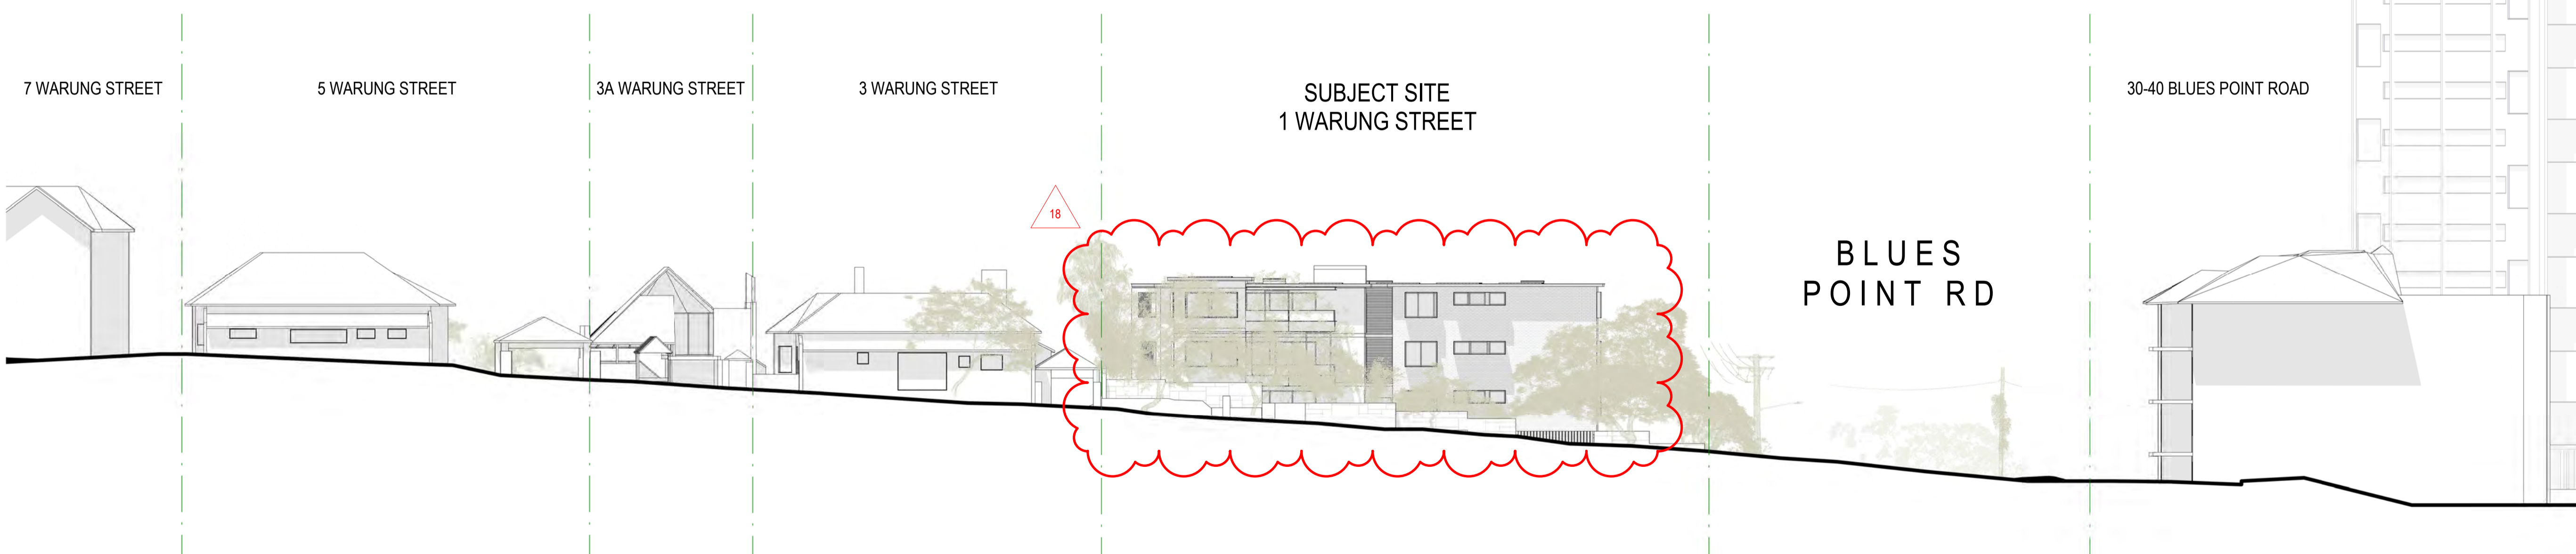 7 WARUNG STREET
5 WARUNG STREET
3A WARUNG STREET
3 WARUNG STREET
SUBJECT SITE
1 WARUNG STREET
30-40 BLUES POINT ROAD
18
BLUES
POINT RD